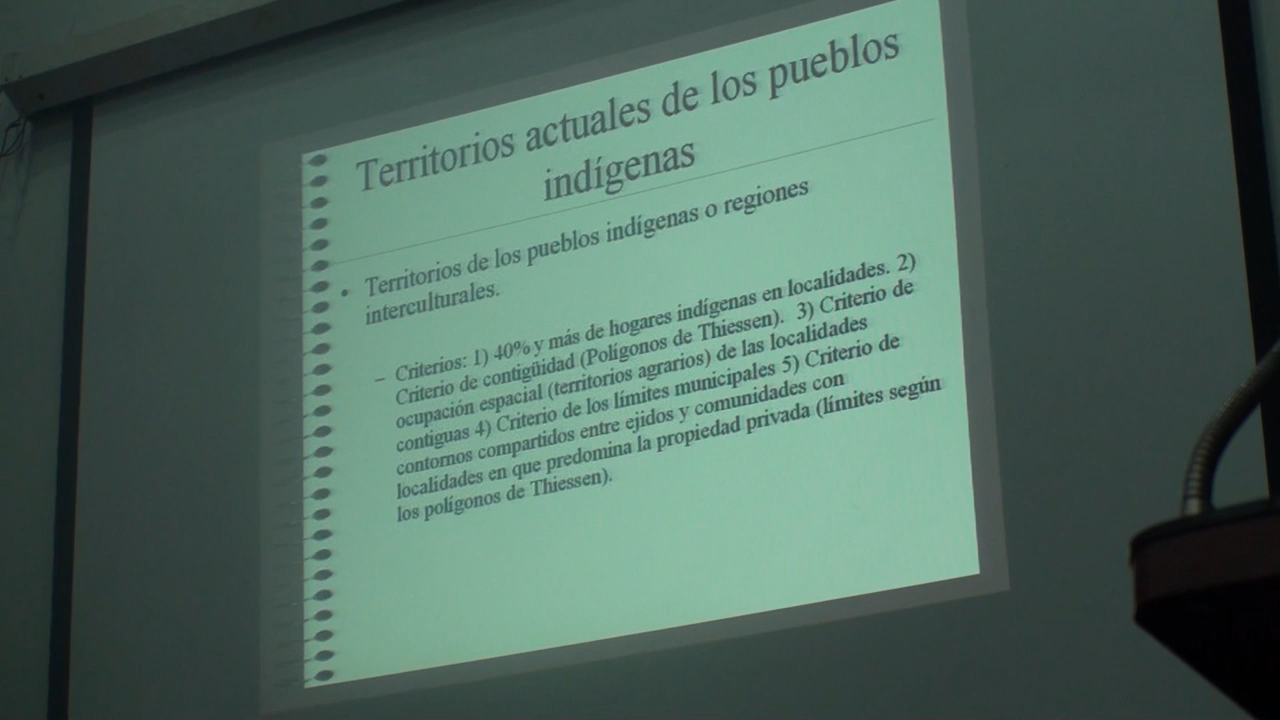 Territorios actuales de los pueblos
indígenas
• Territorios de los pueblos indígenas o regiones
interculturales.
– Criterios: 1) 40% y más de hogares indígenas en localidades. 2)
Criterio de contigüidad (Polígonos de Thiessen). 3) Criterio de
ocupación espacial (territorios agrarios) de las localidades
contiguas 4) Criterio de los límites municipales 5) Criterio de
contornos compartidos entre ejidos y comunidades con
localidades en que predomina la propiedad privada (límites según
los polígonos de Thiessen).